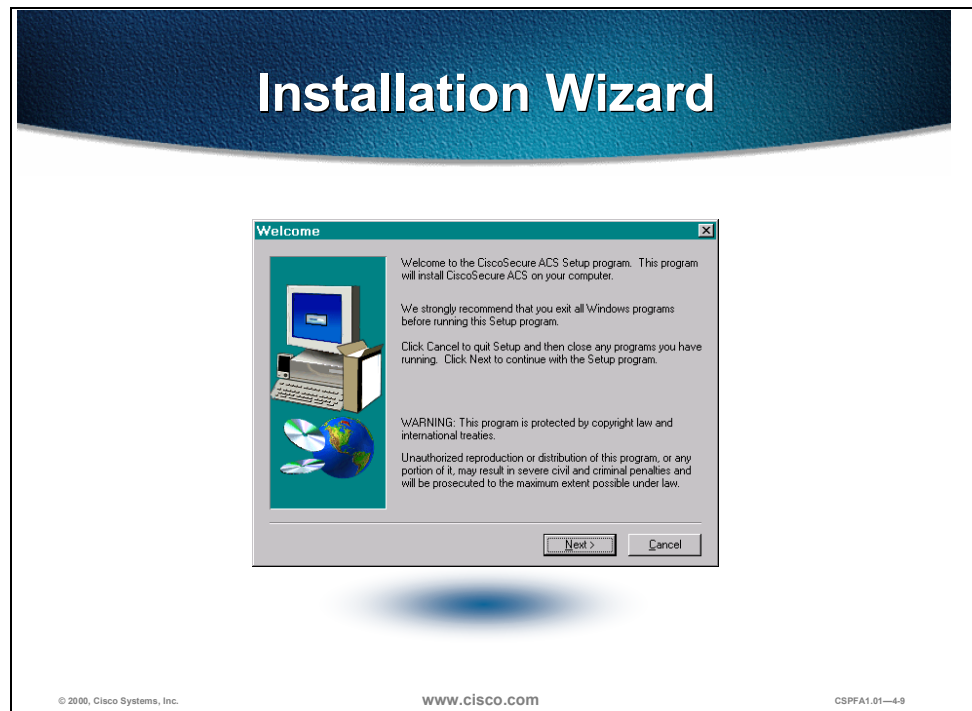 Installation Wizard
Welcome
Welcome to the CiscoSecure ACS Setup program. This program
will install CiscoSecure ACS on your computer.
We strongly recommend that you exit all Windows programs
before running this Setup program.
Click Cancel to quit Setup and then close any programs you have
running. Click Next to continue with the Setup program.
WARNING: This program is protected by copyright law and
international treaties.
Unauthorized reproduction or distribution of this program, or any
portion of it, may result in severe civil and criminal penalties and
will be prosecuted to the maximum extent possible under law.
Next >
Cancel
© 2000, Cisco Systems, Inc.
www.cisco.com
CSPFA1.01—4-9